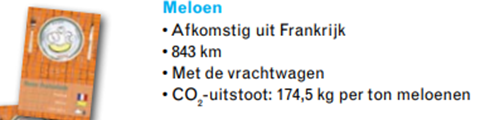 Meloen
• Afkomstig uit Frankrijk
• 843 km
• Met de vrachtwagen
• CO₂-uitstoot: 174,5 kg per ton meloenen